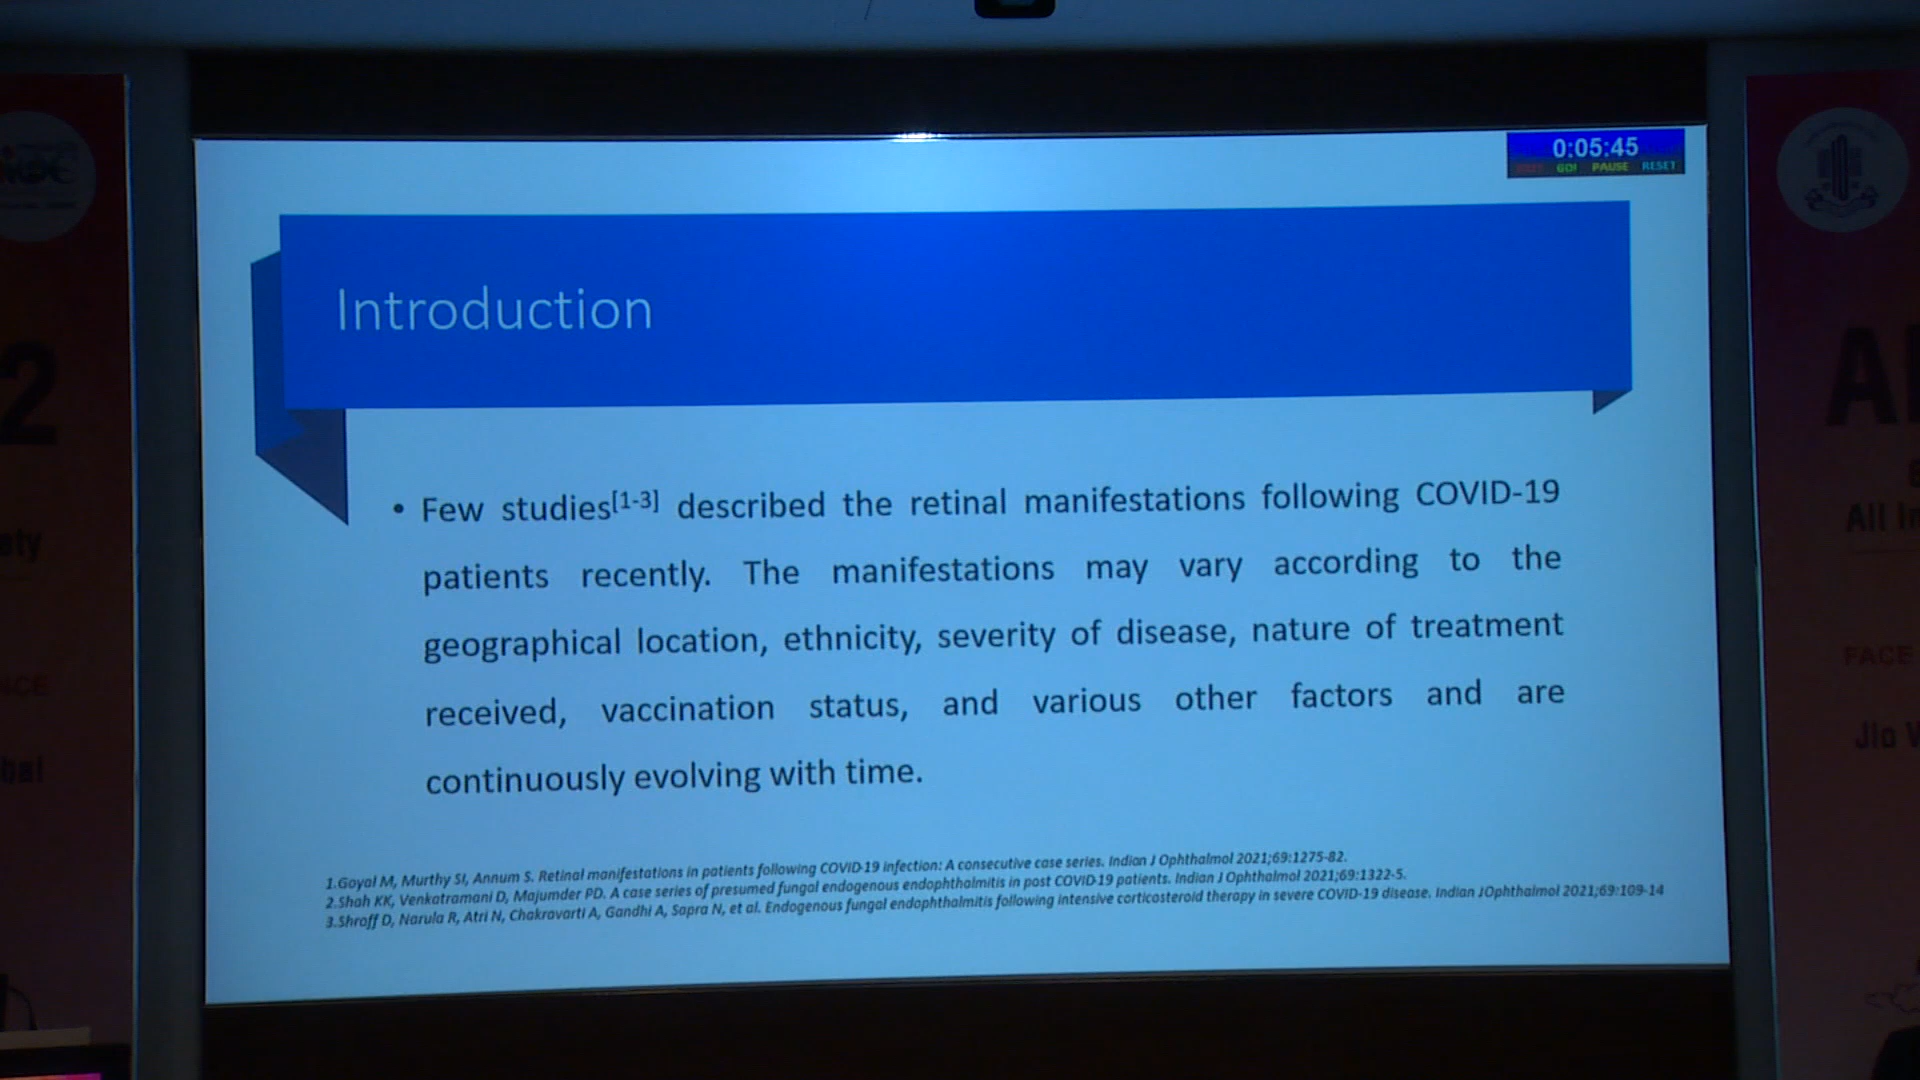 0:05:45
GO! PAUSE RESET
Introduction
• Few studies[1-3] described the retinal manifestations following COVID-19
patients recently. The manifestations may vary according to the
geographical location, ethnicity, severity of disease, nature of treatment
received, vaccination status, and various other factors and are
continuously evolving with time.
1.Goyal M, Murthy SI, Annum S. Retinal manifestations in patients following COVID-19 infection: A consecutive case series. Indian J Ophthalmol 2021;69:1275-82.
2.Shah KK, Venkatramani D, Majumder PD. A case series of presumed fungal endogenous endophthalmitis in post COVID-19 patients. Indian J Ophthalmol 2021;69:1322-5.
3.Shroff D, Narula R, Atri N, Chakravarti A, Gandhi A, Sapra N, et al. Endogenous fungal endophthalmitis following intensive corticosteroid therapy in severe COVID-19 disease. Indian JOphthalmol 2021;69:109-14
2
All In
FACE
Jio